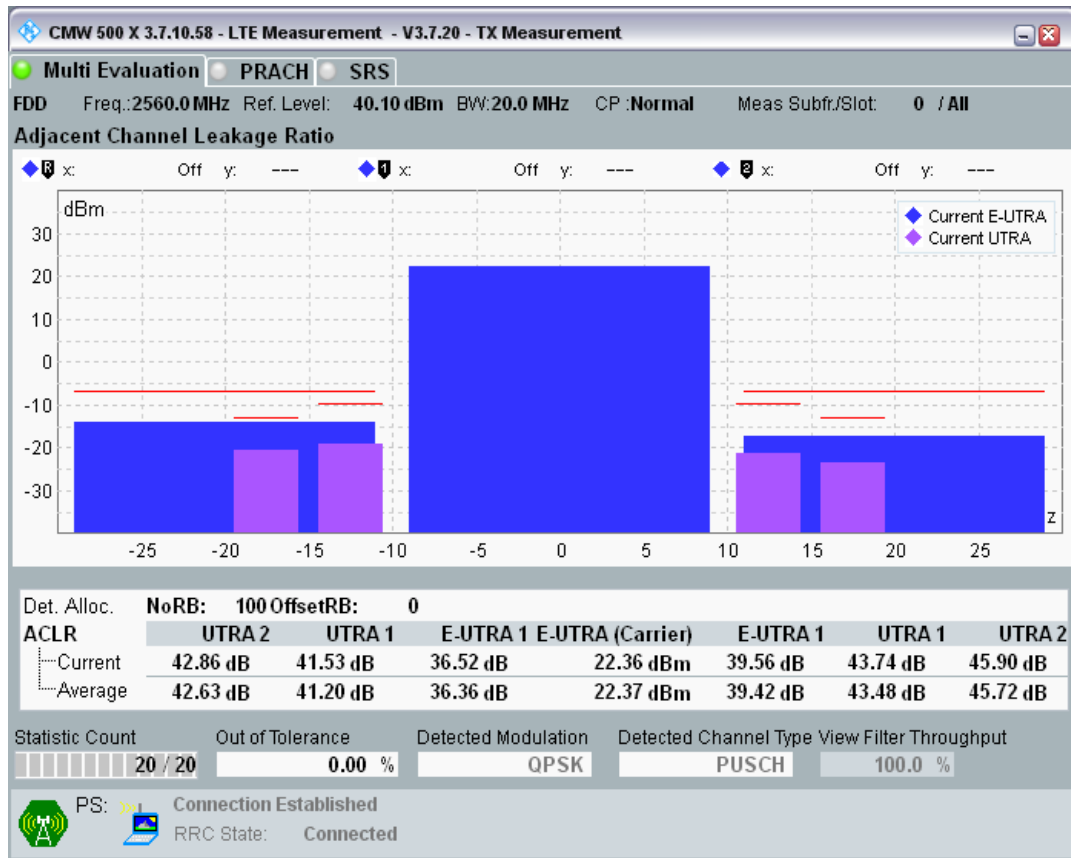 CMW 500 X 3.7.10.58 - LTE Measurement - V3.7.20 - TX Measurement
Multi Evaluation PRACH SRS
FDD Freq.:2560.0 MHz Ref. Level: 40.10 dBm BW:20.0 MHz CP :Normal Meas Subfr./Slot: 0 / All
Adjacent Channel Leakage Ratio
R x: Off y: --- 1 x: Off y: --- 2 x: Off y: ---
dBm
Current E-UTRA
Current UTRA
30
20
10
0
-10
-20
-30
z
-25 -20 -15 -10 -5 0 5 10 15 20 25
Det. Alloc. NoRB: 100 OffsetRB: 0
ACLR UTRA 2 UTRA 1 E-UTRA 1 E-UTRA (Carrier) E-UTRA 1 UTRA 1 UTRA 2
Current 42.86 dB 41.53 dB 36.52 dB 22.36 dBm 39.56 dB 43.74 dB 45.90 dB
Average 42.63 dB 41.20 dB 36.36 dB 22.37 dBm 39.42 dB 43.48 dB 45.72 dB
Statistic Count Out of Tolerance Detected Modulation Detected Channel Type View Filter Throughput
20 / 20 0.00 % QPSK PUSCH 100.0 %
PS: Connection Established
RRC State: Connected